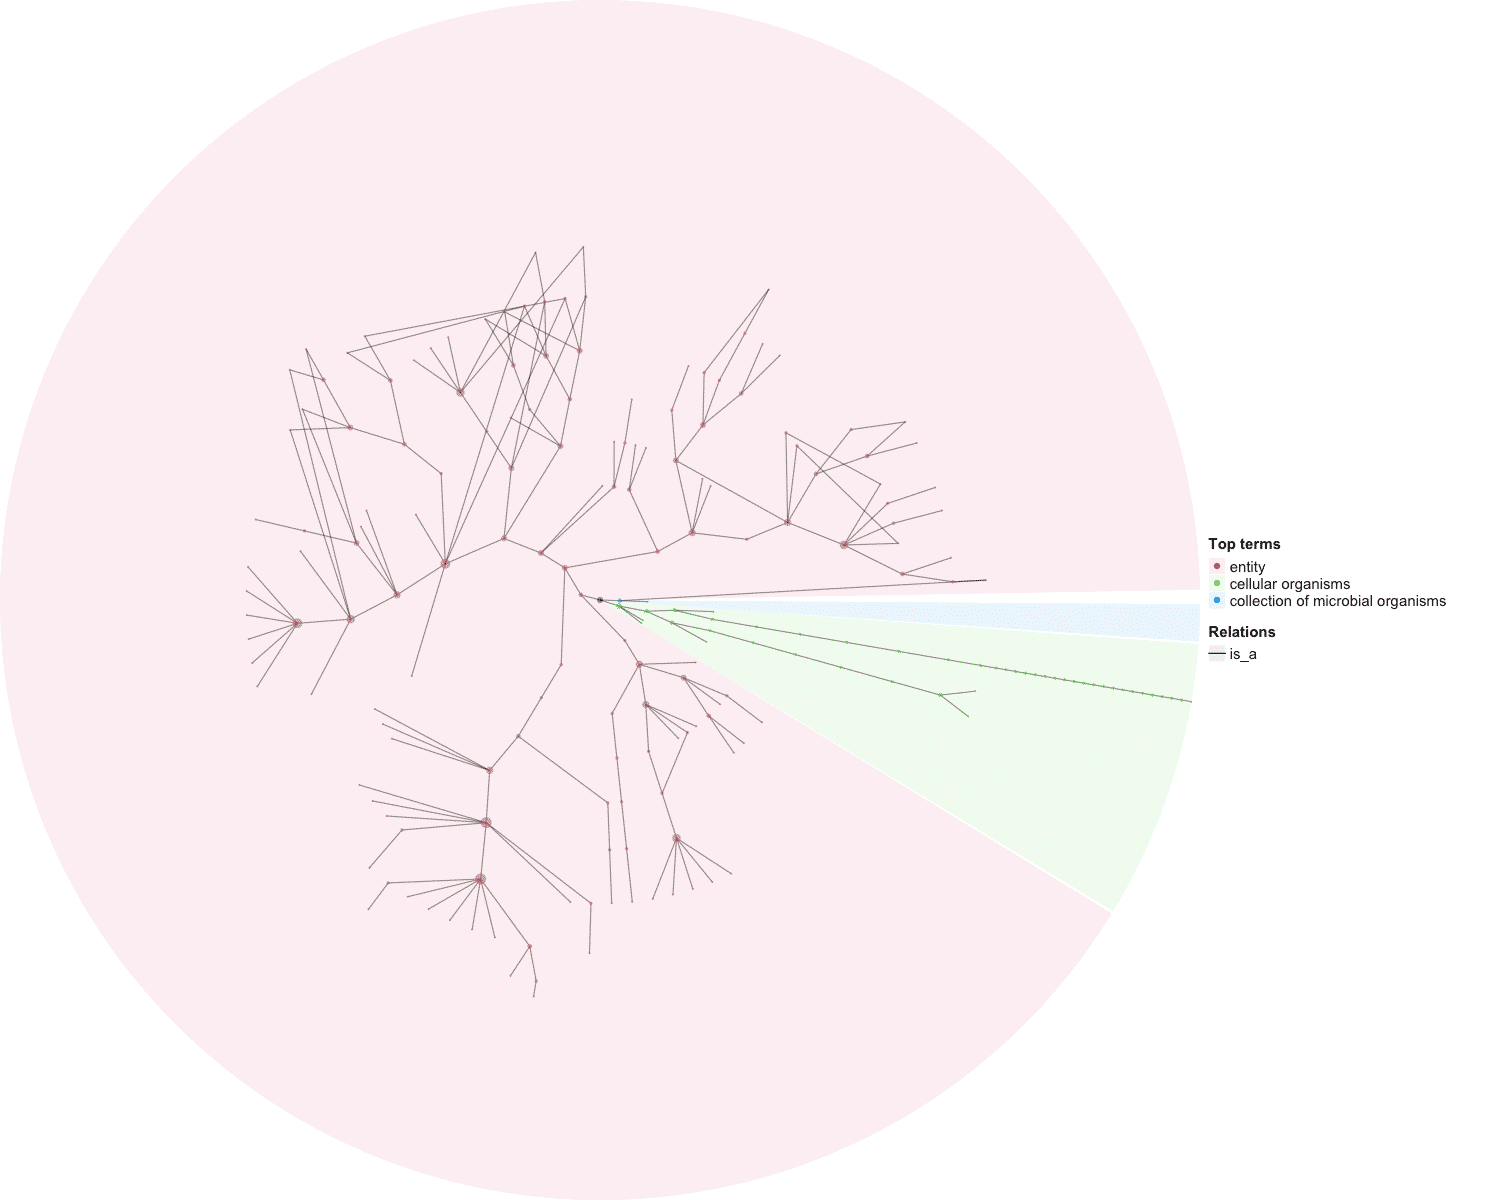 Top terms
entity
cellular organisms
collection of microbial organisms
Relations
is_a